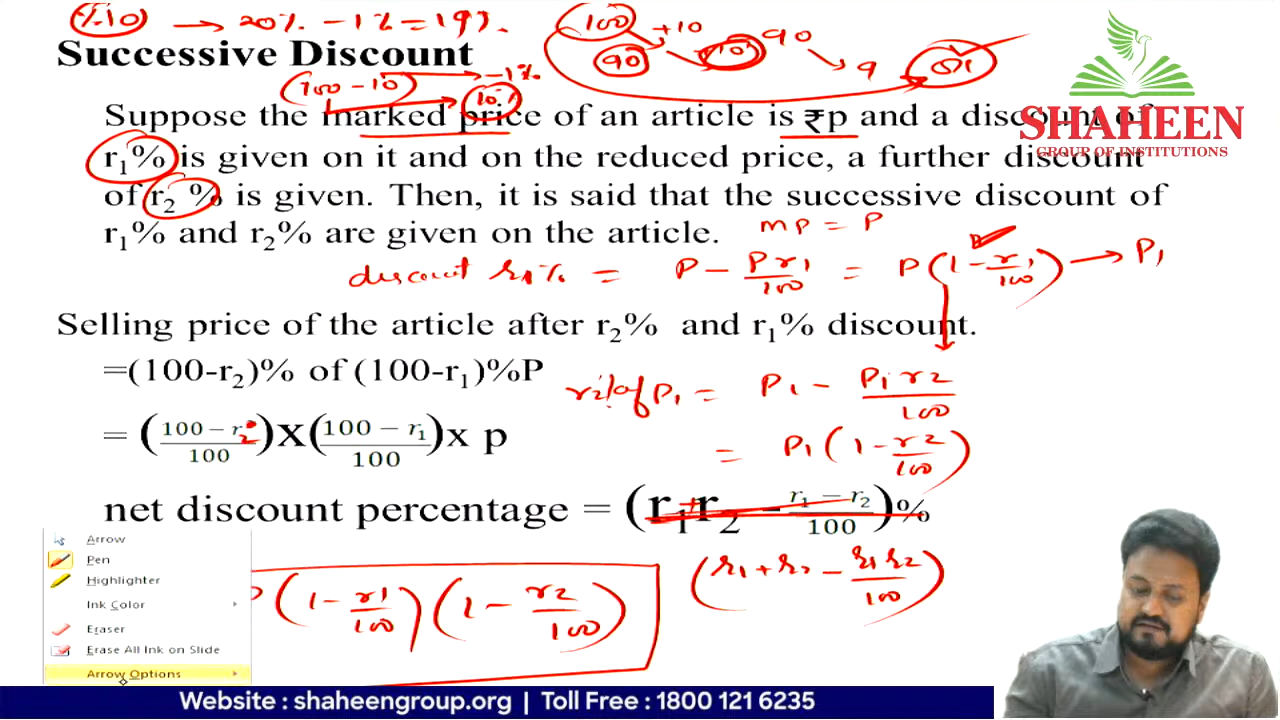 %10 → 20% - 1% = 19%
100 +10
90
90 10
9
Successive Discount
(100 - 10) → -1%
10%
Suppose the marked price of an article is ₹p and a discount of
r₁% is given on it and on the reduced price, a further discount
of r₂ % is given. Then, it is said that the successive discount of
r₁% and r₂% are given on the article.
MP = P
discount r₁% = P - Pr₁/100 = P(1 - r₁/100) → P₁
Selling price of the article after r₂% and r₁% discount.
=(100-r₂)% of (100-r₁)%P
r₂% of P₁ = P₁ - P₁r₂/100
= (100 - r₂/100)X(100 - r₁/100)x p
= P₁(1 - r₂/100)
net discount percentage = (r₁+r₂ - r₁ - r₂/100)%
(r₁ + r₂ - r₁r₂/100)
P(1 - r₁/100)(1 - r₂/100)
Arrow
Pen
Highlighter
Ink Color
Eraser
Erase All Ink on Slide
Arrow Options
SHAHEEN
GROUP OF INSTITUTIONS
Website : shaheengroup.org | Toll Free : 1800 121 6235